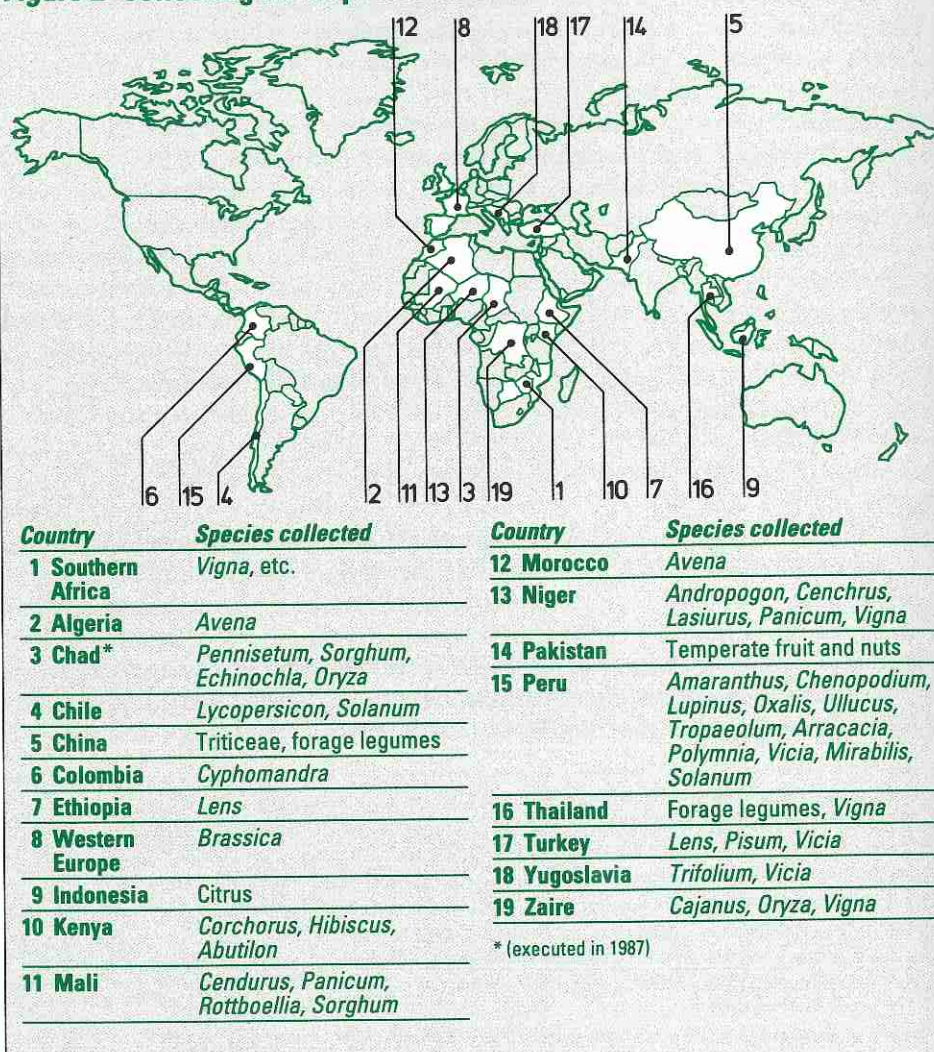 12 8 18 17 14 5
6 15 4 2 11 13 3 19 1 10 7 16 9
Country Species collected
1 Southern Africa Vigna, etc.
2 Algeria Avena
3 Chad* Pennisetum, Sorghum,
Echinochla, Oryza
4 Chile Lycopersicon, Solanum
5 China Triticeae, forage legumes
6 Colombia Cyphomandra
7 Ethiopia Lens
8 Western Europe Brassica
9 Indonesia Citrus
10 Kenya Corchorus, Hibiscus,
Abutilon
11 Mali Cendurus, Panicum,
Rottboellia, Sorghum
Country Species collected
12 Morocco Avena
13 Niger Andropogon, Cenchrus,
Lasiurus, Panicum, Vigna
14 Pakistan Temperate fruit and nuts
15 Peru Amaranthus, Chenopodium,
Lupinus, Oxalis, Ullucus,
Tropaeolum, Arracacia,
Polymnia, Vicia, Mirabilis,
Solanum
16 Thailand Forage legumes, Vigna
17 Turkey Lens, Pisum, Vicia
18 Yugoslavia Trifolium, Vicia
19 Zaire Cajanus, Oryza, Vigna
* (executed in 1987)